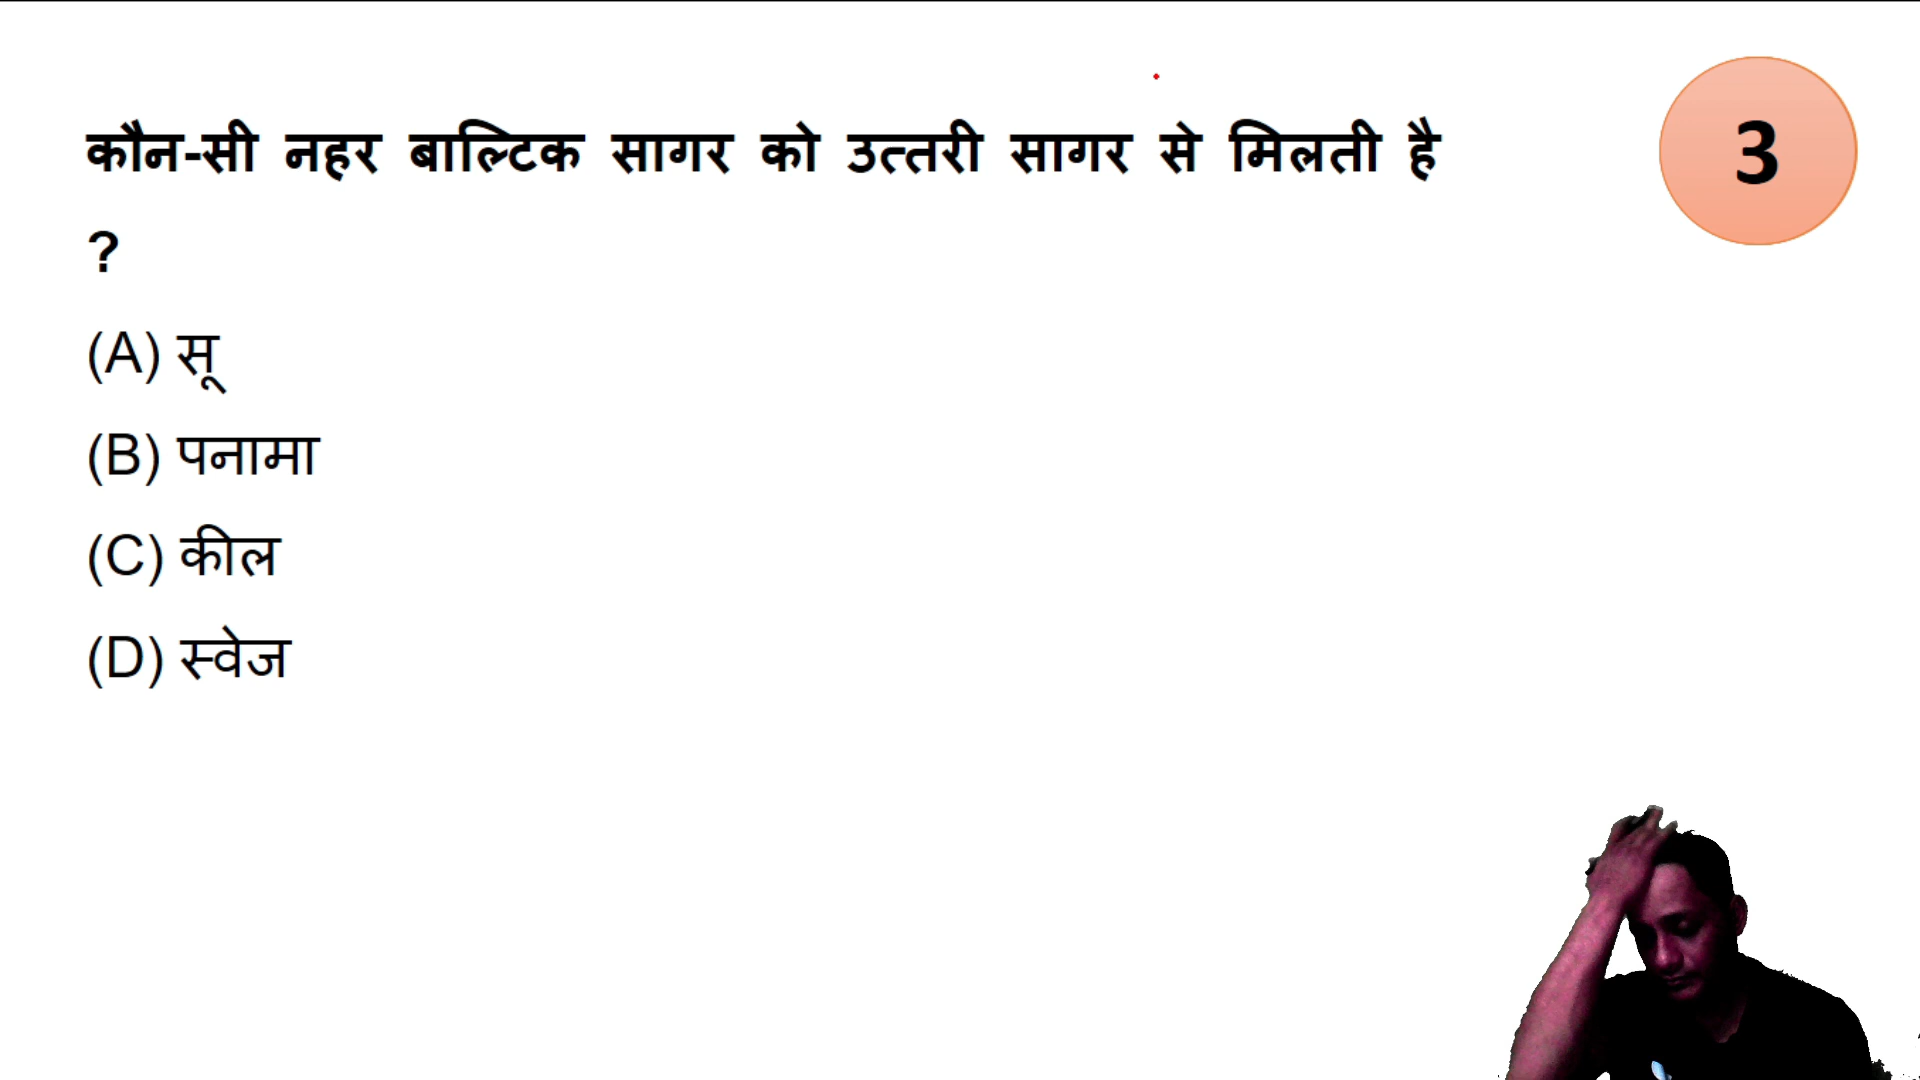 कौन-सी नहर बाल्टिक सागर को उत्तरी सागर से मिलती है
?
3
(A) सू
(B) पनामा
(C) कील
(D) स्वेज